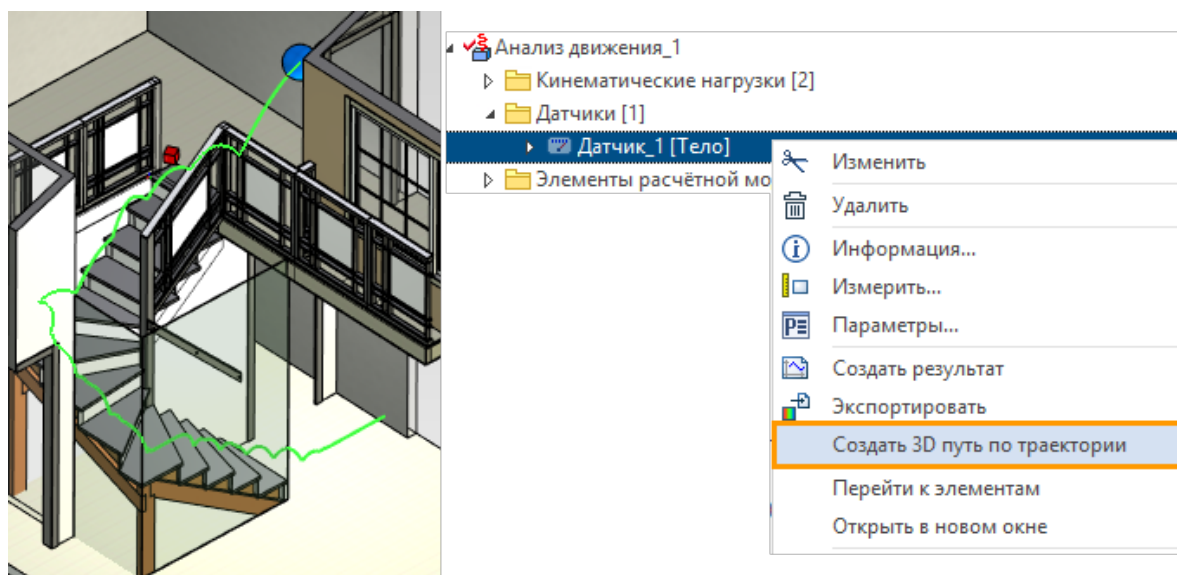 Анализ движения_1
Кинематические нагрузки [2]
Датчики [1]
Датчик_1 [Тело]
Элементы расчётной мо
Изменить
Удалить
Информация...
Измерить...
Параметры...
Создать результат
Экспортировать
Создать 3D путь по траектории
Перейти к элементам
Открыть в новом окне